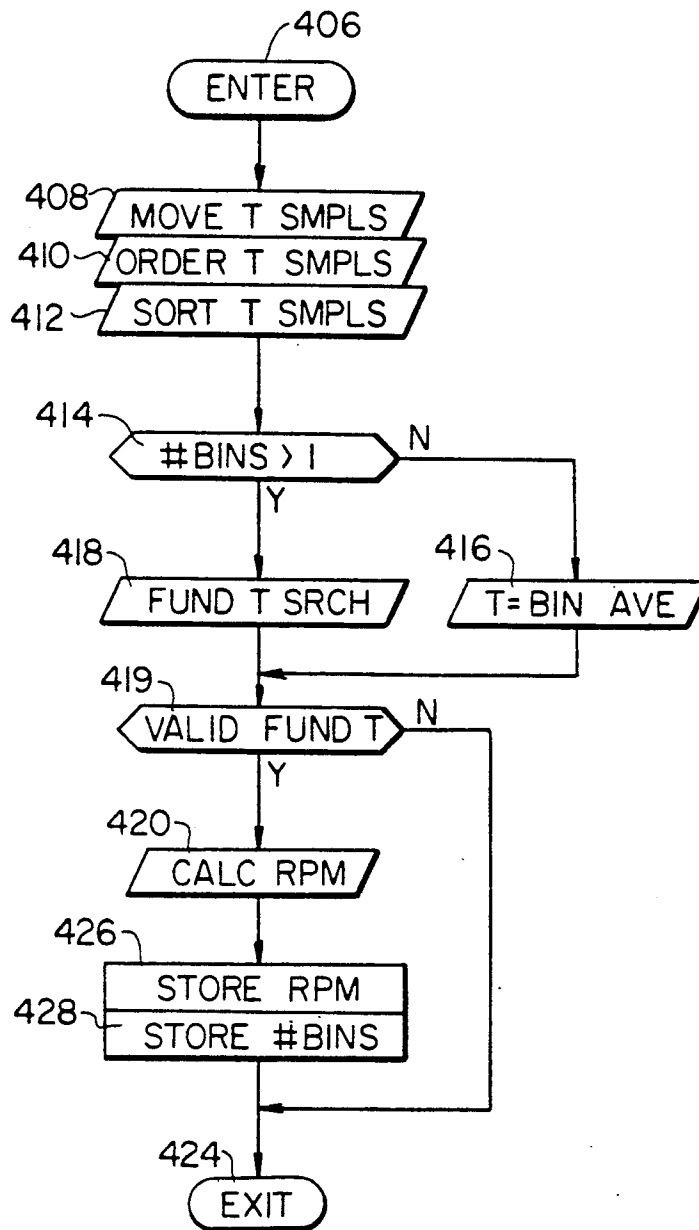 406
ENTER
408
MOVE T SMPLS
410
ORDER T SMPLS
412
SORT T SMPLS
414
#BINS > 1
N
Y
418
FUND T SRCH
416
T=BIN AVE
419
VALID FUND T
N
Y
420
CALC RPM
426
STORE RPM
428
STORE #BINS
424
EXIT